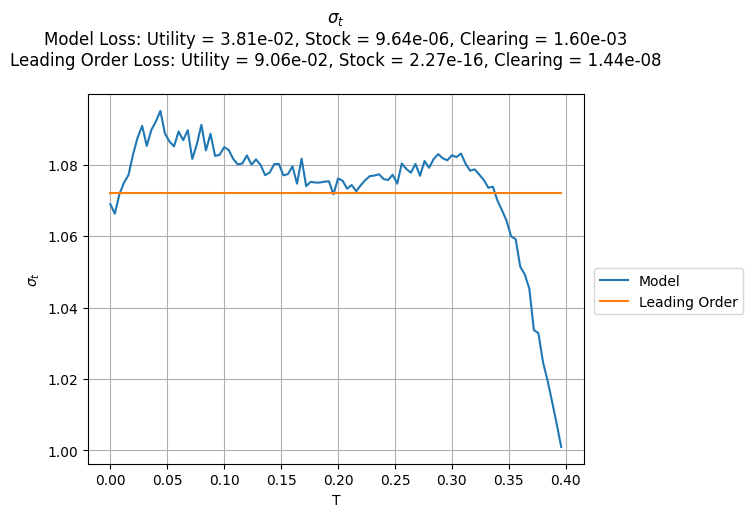 σ_t
Model Loss: Utility = 3.81e-02, Stock = 9.64e-06, Clearing = 1.60e-03
Leading Order Loss: Utility = 9.06e-02, Stock = 2.27e-16, Clearing = 1.44e-08
1.08
1.06
1.04
1.02
1.00
σ_t
0.00 0.05 0.10 0.15 0.20 0.25 0.30 0.35 0.40
T
Model
Leading Order